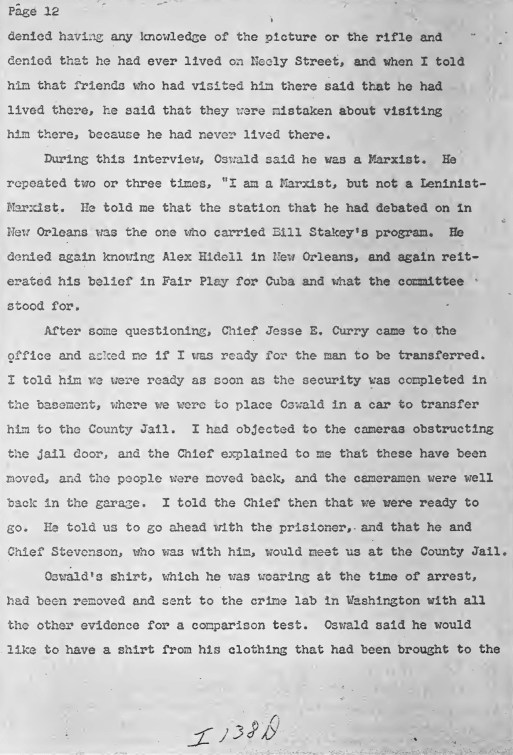 Page 12
denied having any knowledge of the picture or the rifle and
denied that he had ever lived on Neely Street, and when I told
him that friends who had visited him there said that he had
lived there, he said that they were mistaken about visiting
him there, because he had never lived there.
During this interview, Oswald said he was a Marxist. He
repeated two or three times, "I am a Marxist, but not a Leninist-
Marxist. He told me that the station that he had debated on in
New Orleans was the one who carried Bill Stakey's program. He
denied again knowing Alex Hidell in New Orleans, and again reit-
erated his belief in Fair Play for Cuba and what the committee
stood for.
After some questioning, Chief Jesse E. Curry came to the
office and asked me if I was ready for the man to be transferred.
I told him we were ready as soon as the security was completed in
the basement, where we were to place Oswald in a car to transfer
him to the County Jail. I had objected to the cameras obstructing
the jail door, and the Chief explained to me that these have been
moved, and the people were moved back, and the cameramen were well
back in the garage. I told the Chief then that we were ready to
go. He told us to go ahead with the prisioner, and that he and
Chief Stevenson, who was with him, would meet us at the County Jail.
Oswald's shirt, which he was wearing at the time of arrest,
had been removed and sent to the crime lab in Washington with all
the other evidence for a comparison test. Oswald said he would
like to have a shirt from his clothing that had been brought to the
I 138D